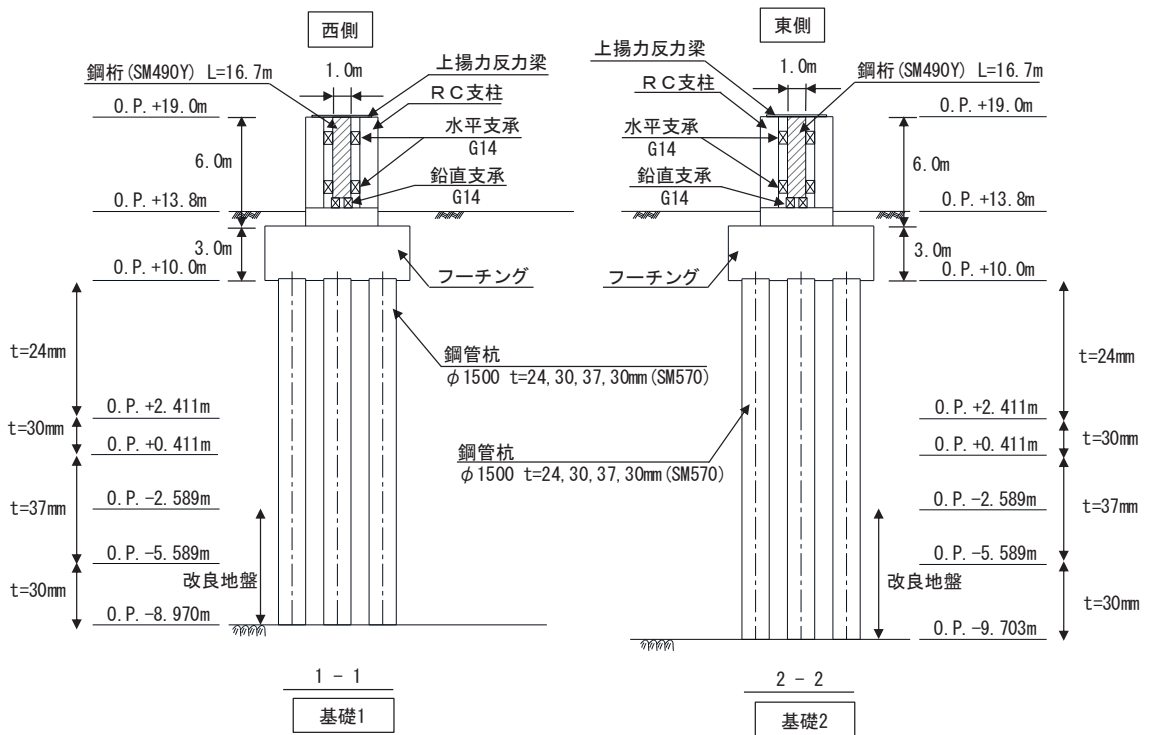 西側
鋼桁(SM490Y) L=16.7m
1.0m
上揚力反力梁
RC支柱
水平支承
G14
鉛直支承
G14
O.P.+19.0m
6.0m
O.P.+13.8m
3.0m
O.P.+10.0m
フーチング
t=24mm
鋼管杭
φ1500 t=24,30,37,30mm(SM570)
O.P.+2.411m
t=30mm
O.P.+0.411m
t=37mm
O.P.-2.589m
O.P.-5.589m
改良地盤
t=30mm
O.P.-8.970m
1-1
基礎1
東側
上揚力反力梁
1.0m
鋼桁(SM490Y) L=16.7m
RC支柱
水平支承
G14
鉛直支承
G14
O.P.+19.0m
6.0m
O.P.+13.8m
3.0m
O.P.+10.0m
フーチング
t=24mm
鋼管杭
φ1500 t=24,30,37,30mm(SM570)
O.P.+2.411m
t=30mm
O.P.+0.411m
O.P.-2.589m
t=37mm
O.P.-5.589m
改良地盤
t=30mm
O.P.-9.703m
2-2
基礎2